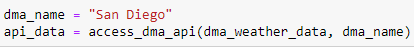 dma_name = "San Diego"
api_data = access_dma_api(dma_weather_data, dma_name)